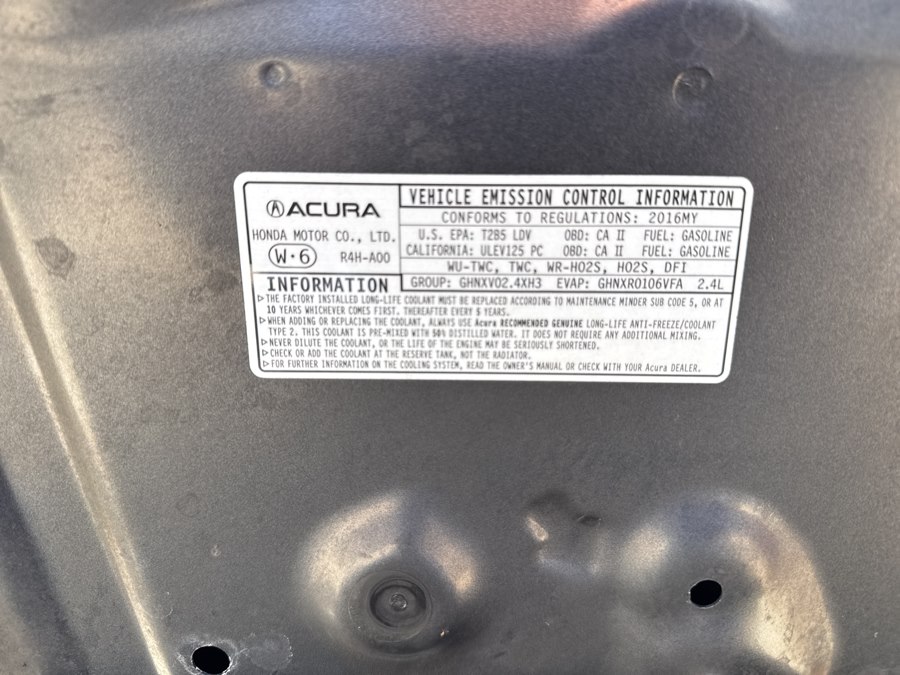 ACURA
HONDA MOTOR CO., LTD.
W·6 R4H-A00
VEHICLE EMISSION CONTROL INFORMATION
CONFORMS TO REGULATIONS: 2016MY
U.S. EPA: T2B5 LDV OBD: CA II FUEL: GASOLINE
CALIFORNIA: ULEV125 PC OBD: CA II FUEL: GASOLINE
WU-TWC, TWC, WR-HO2S, HO2S, DFI
GROUP: GHNXV02.4XH3 EVAP: GHNXR0106VFA 2.4L
INFORMATION
▷THE FACTORY INSTALLED LONG-LIFE COOLANT MUST BE REPLACED ACCORDING TO MAINTENANCE MINDER SUB CODE 5, OR AT
10 YEARS WHICHEVER COMES FIRST. THEREAFTER EVERY 5 YEARS.
▷WHEN ADDING OR REPLACING THE COOLANT, ALWAYS USE Acura RECOMMENDED GENUINE LONG-LIFE ANTI-FREEZE/COOLANT
TYPE 2. THIS COOLANT IS PRE-MIXED WITH 50% DISTILLED WATER. IT DOES NOT REQUIRE ANY ADDITIONAL MIXING.
▷NEVER DILUTE THE COOLANT, OR THE LIFE OF THE ENGINE MAY BE SERIOUSLY SHORTENED.
▷CHECK OR ADD THE COOLANT AT THE RESERVE TANK, NOT THE RADIATOR.
▷FOR FURTHER INFORMATION ON THE COOLING SYSTEM, READ THE OWNER'S MANUAL OR CHECK WITH YOUR Acura DEALER.